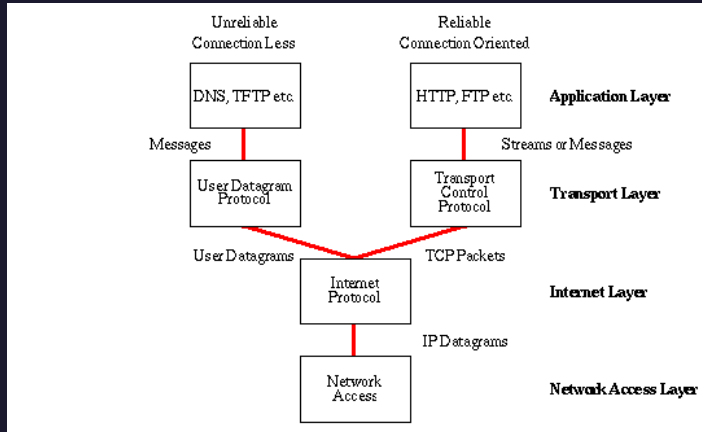 Unreliable
Connection Less
Reliable
Connection Oriented
DNS, TFTP etc.
HTTP, FTP etc.
Application Layer
Messages
Streams or Messages
User Datagram
Protocol
Transport
Control
Protocol
Transport Layer
User Datagrams
TCP Packets
Internet
Protocol
Internet Layer
IP Datagrams
Network
Access
Network Access Layer